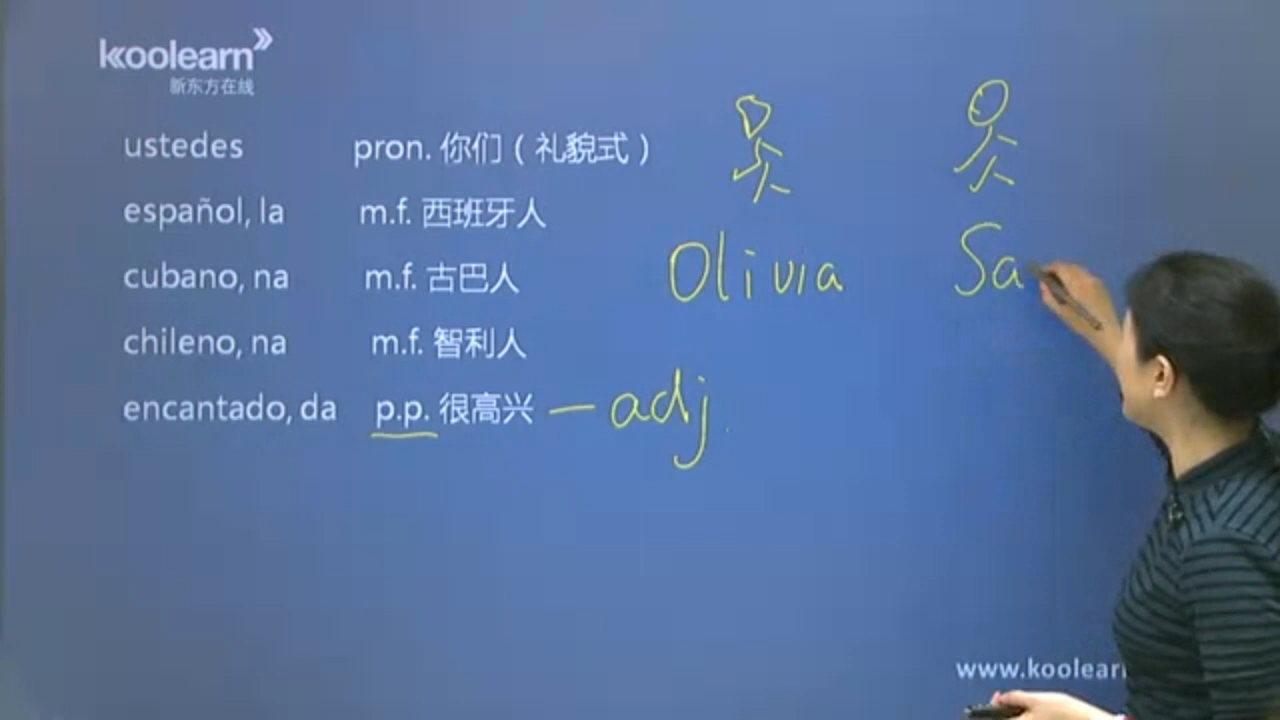 koolearn
新东方在线
ustedes pron. 你们（礼貌式）
español, la m.f. 西班牙人
cubano, na m.f. 古巴人
chileno, na m.f. 智利人
encantado, da p.p. 很高兴 — adj.
Olivia Sa
www.koolearn